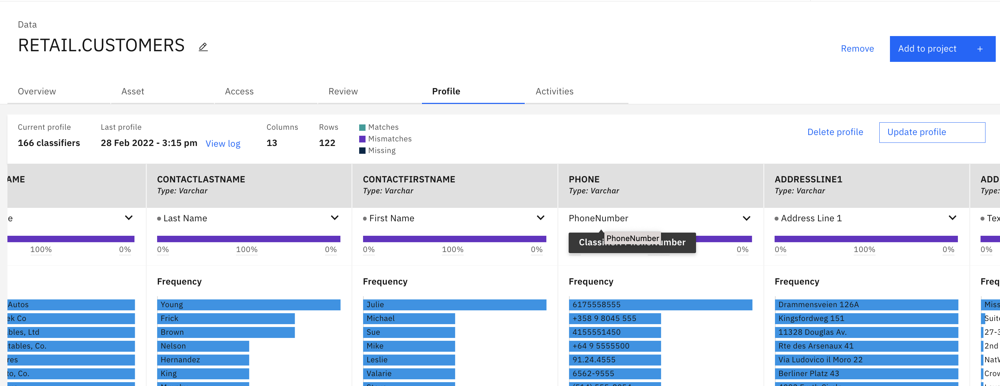 Data
RETAIL.CUSTOMERS
Remove
Add to project +
Overview Asset Access Review Profile Activities
Current profile Last profile Columns Rows Matches
166 classifiers 28 Feb 2022 - 3:15 pm View log 13 122 Mismatches
Missing
Delete profile Update profile
AME CONTACTLASTNAME CONTACTFIRSTNAME PHONE ADDRESSLINE1 ADD
Type: Varchar Type: Varchar Type: Varchar Type: Varchar Type:
e Last Name First Name PhoneNumber Address Line 1 Tex
PhoneNumber
100% 0% 0% 100% 0% 0% 100% 0% 0% 0% 100% 0% 0%
Frequency Frequency Frequency Frequency Freq
Autos Young Julie 6175558555 Drammensveien 126A Miss
ek Co Frick Michael +358 9 8045 555 Kingsfordweg 151 Suite
bles, Ltd Brown Sue 4155551450 11328 Douglas Av. 27-3
tables, Co. Nelson Mike +64 9 5555500 Rte des Arsenaux 41 2nd
res Hernandez Leslie 91.24.4555 Via Ludovico il Moro 22 NatW
to, Co. King Valarie 6562-9555 Berliner Platz 43 Crow